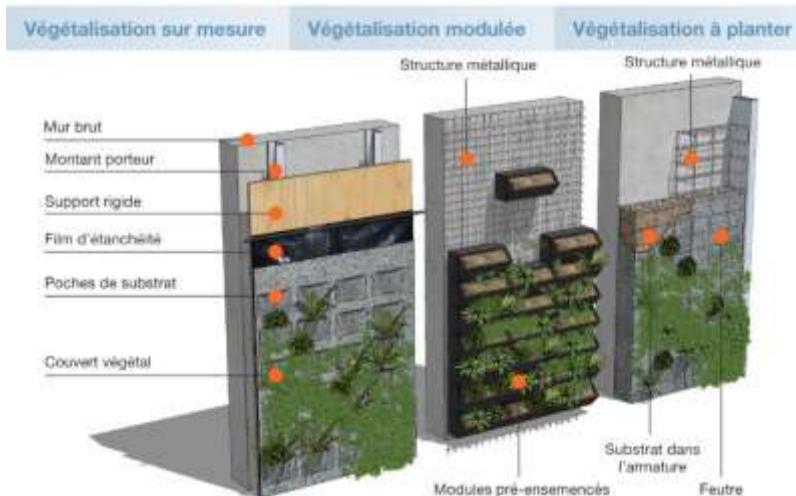 Végétalisation sur mesure
Végétalisation modulée
Végétalisation à planter
Structure métallique
Structure métallique
Mur brut
Montant porteur
Support rigide
Film d'étanchéité
Poches de substrat
Couvert végétal
Substrat dans
l'armature
Modules pré-ensemencés
Feutre